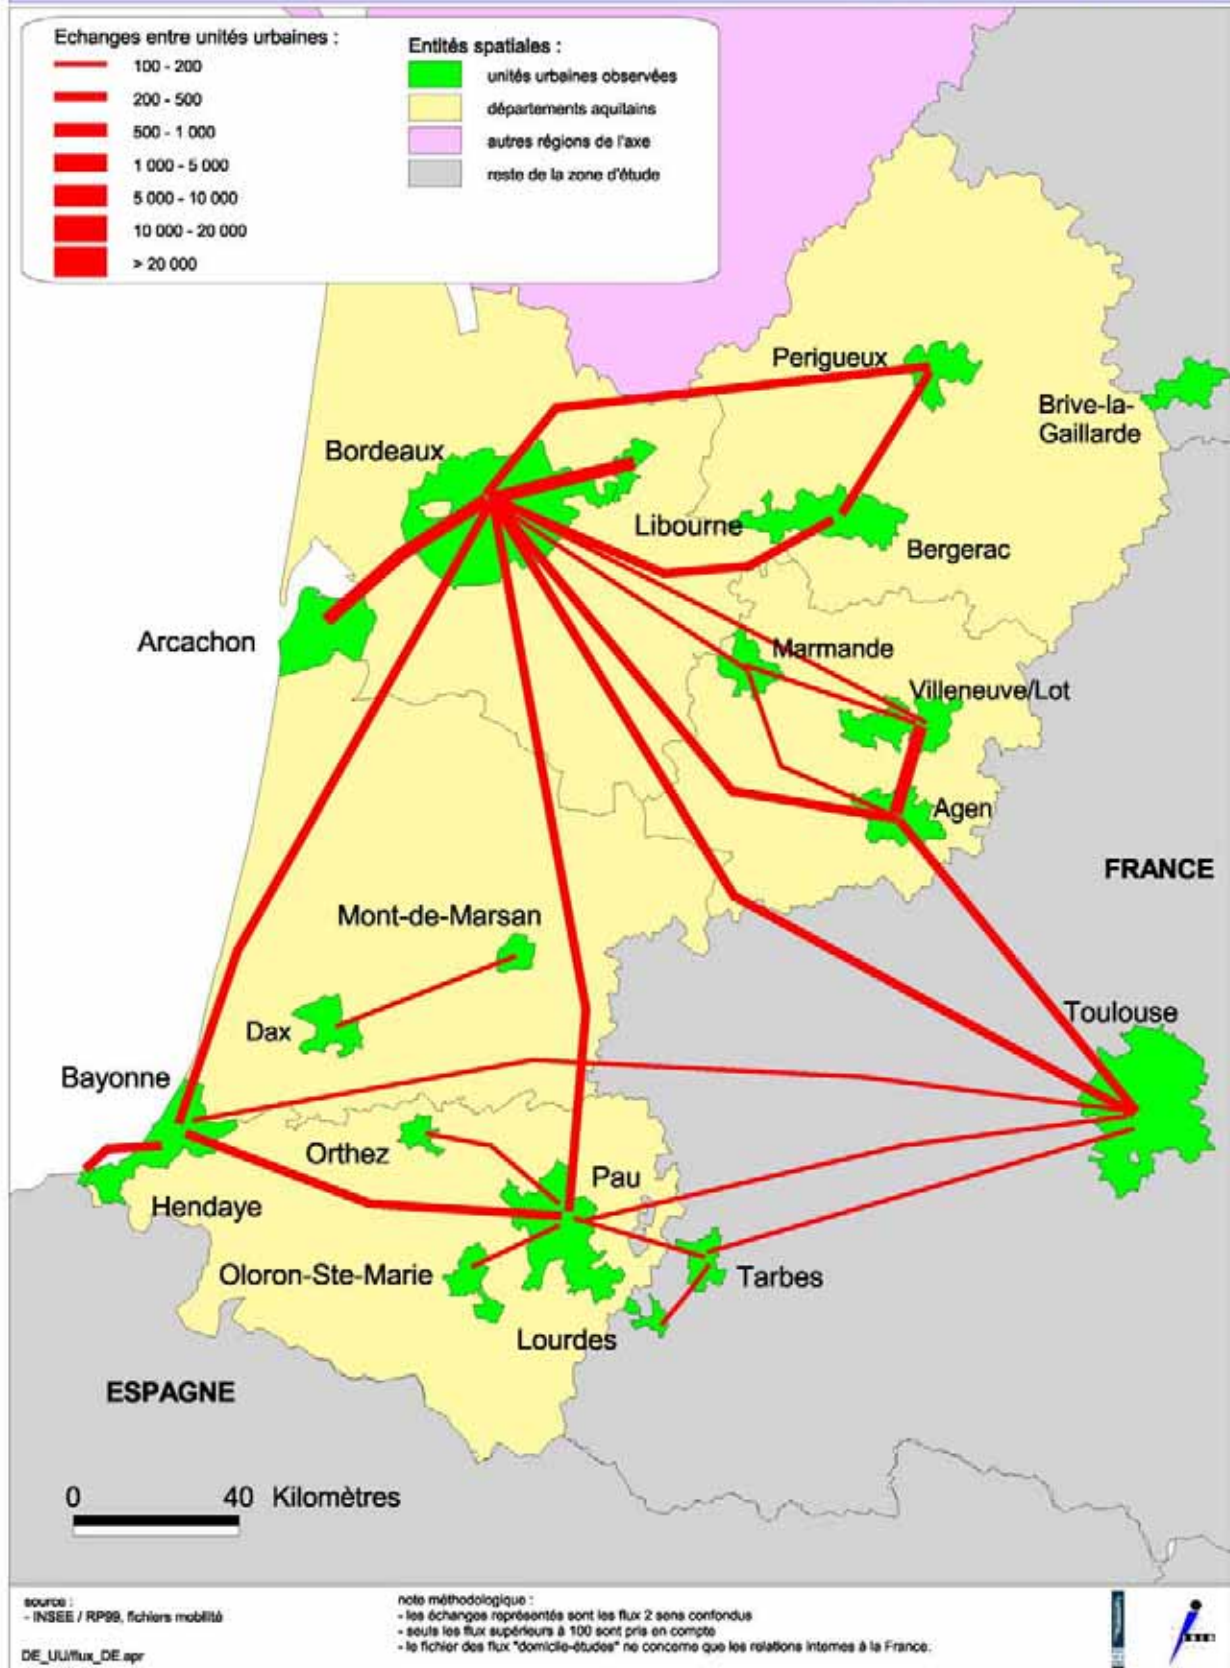 Echanges entre unités urbaines :
100 - 200
200 - 500
500 - 1 000
1 000 - 5 000
5 000 - 10 000
10 000 - 20 000
> 20 000
Entités spatiales :
unités urbaines observées
départements aquitains
autres régions de l'axe
reste de la zone d'étude
Perigueux
Brive-la-
Gaillarde
Bordeaux
Libourne
Bergerac
Arcachon
Marmande
Villeneuve/Lot
Agen
FRANCE
Mont-de-Marsan
Toulouse
Dax
Bayonne
Orthez
Pau
Hendaye
Oloron-Ste-Marie
Tarbes
Lourdes
ESPAGNE
0 40 Kilomètres
source :
- INSEE / RP99, fichiers mobilité
DE_UU/flux_DE.apr
note méthodologique :
- les échanges représentés sont les flux 2 sens confondus
- seuls les flux supérieurs à 100 sont pris en compte
- le fichier des flux "domicile-études" ne concerne que les relations internes à la France.